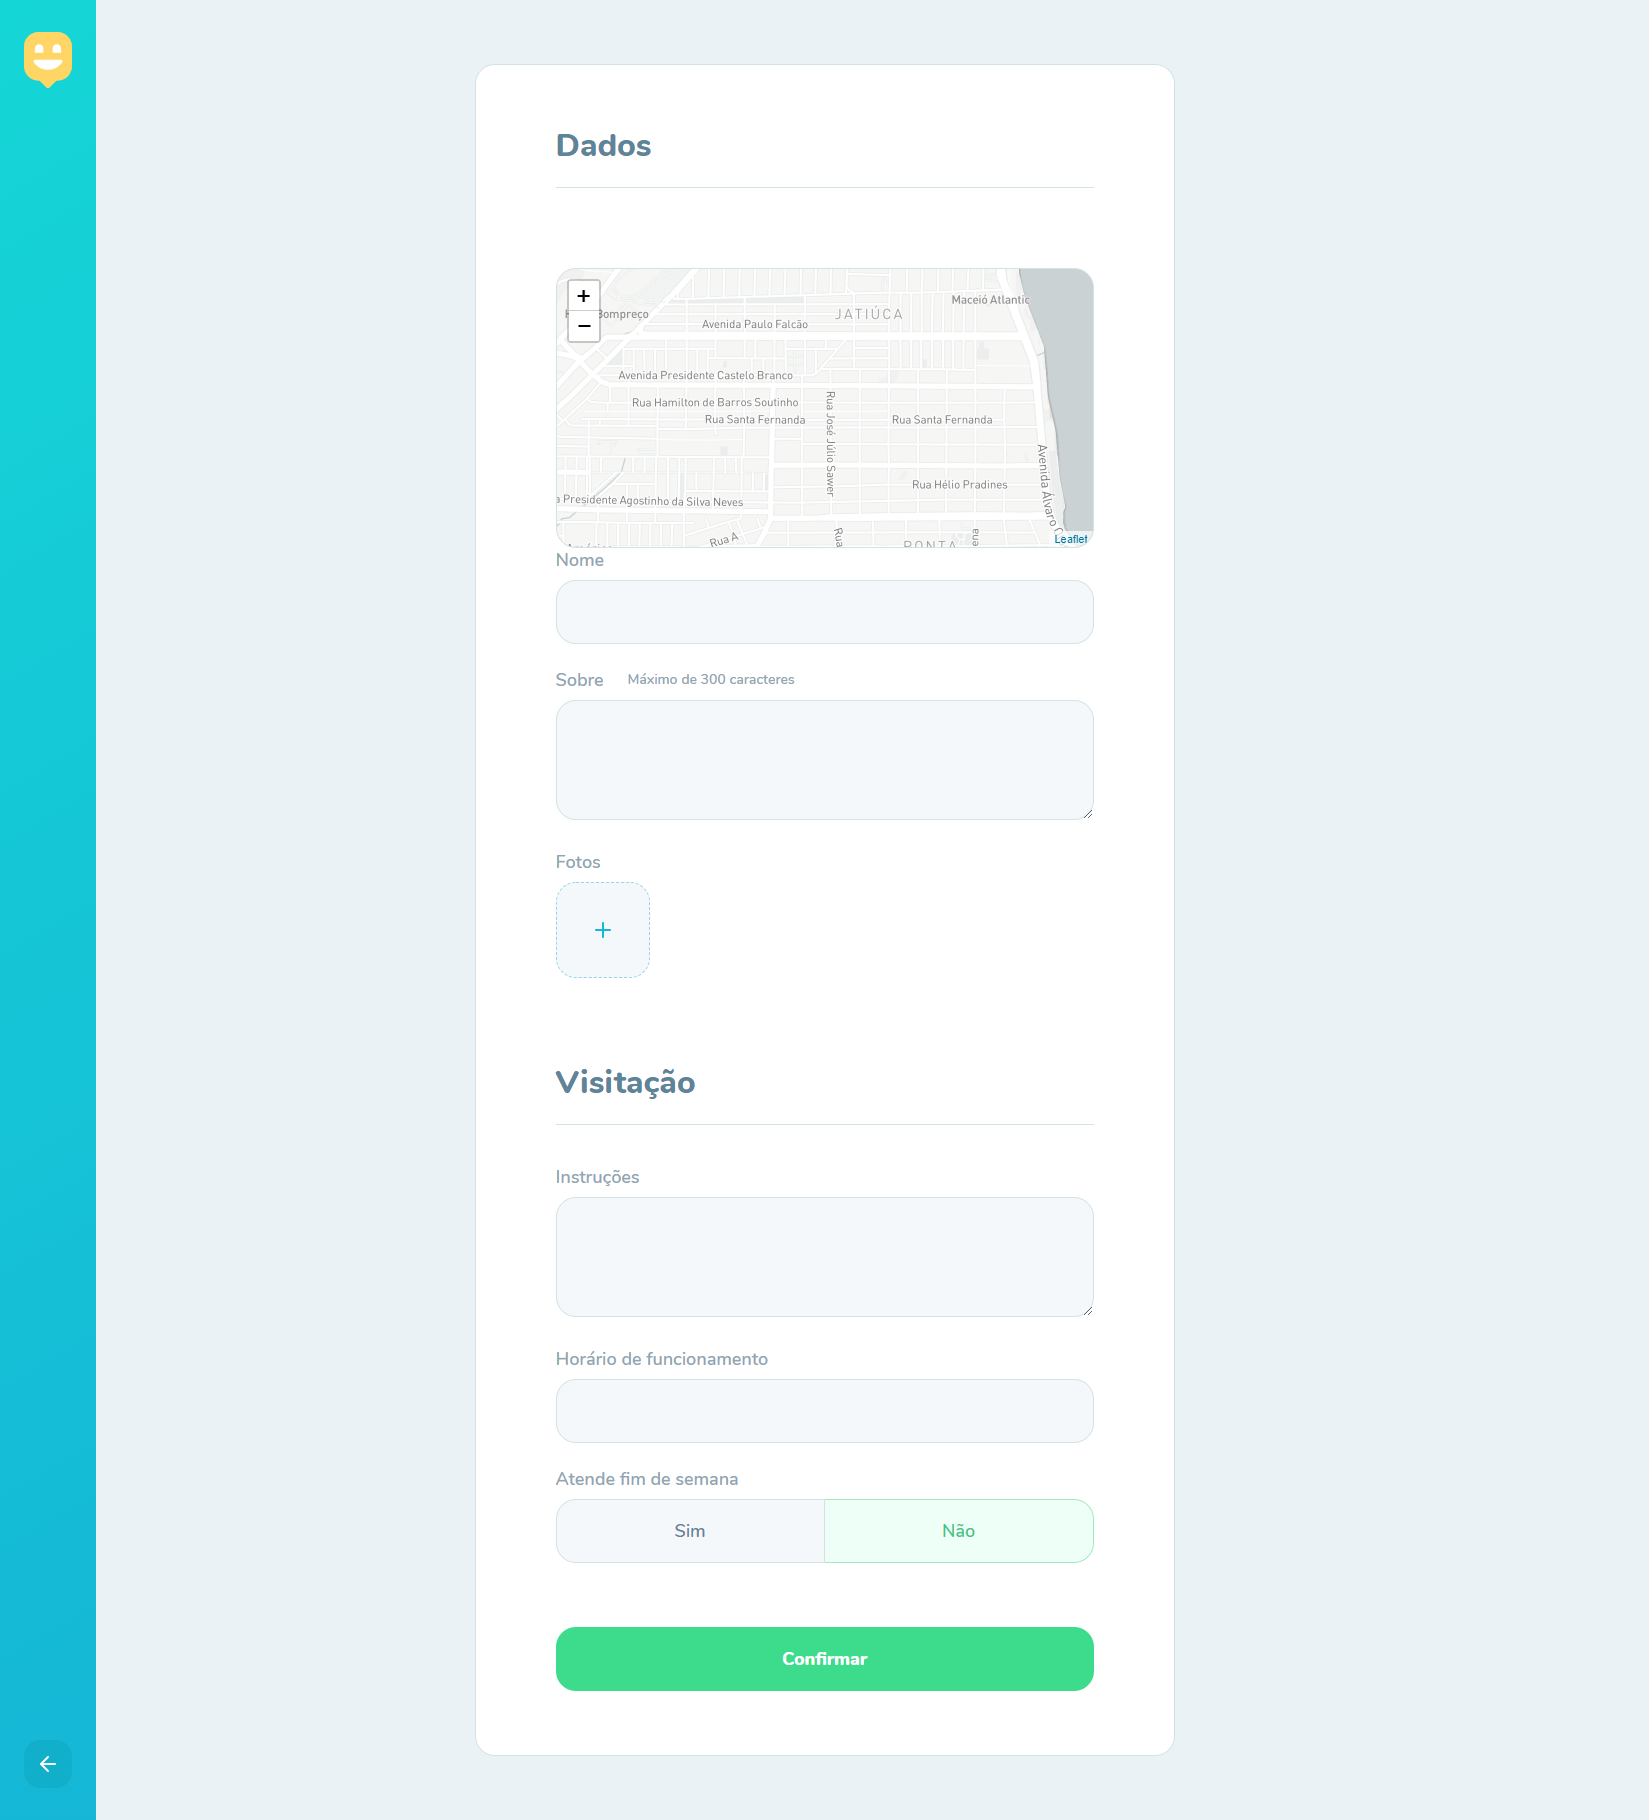 Dados
+
−
Bompreço
Avenida Paulo Falcão
JATIÚCA
Maceió Atlantic
Avenida Presidente Castelo Branco
Rua Hamilton de Barros Soutinho
Rua Santa Fernanda
Rua José Júlio Sawer
Rua Santa Fernanda
Avenida Álvaro
Rua Hélio Pradines
Presidente Agostinho da Silva Neves
Rua A
Rua
PONTA
Leaflet
Nome
Sobre Máximo de 300 caracteres
Fotos
+
Visitação
Instruções
Horário de funcionamento
Atende fim de semana
Sim Não
Confirmar